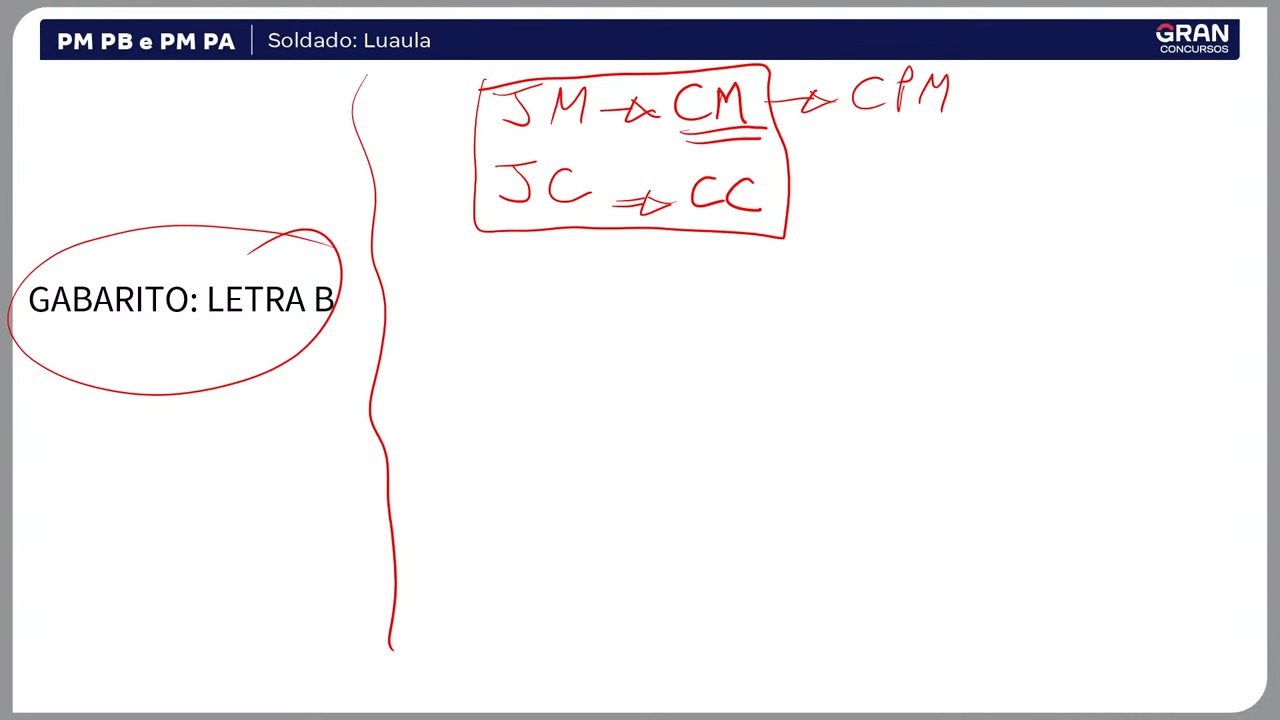 PM PB e PM PA
Soldado: Luaula
GRAN
CONCURSOS
JM → CM → CPM
JC ⇒ CC
GABARITO: LETRA B